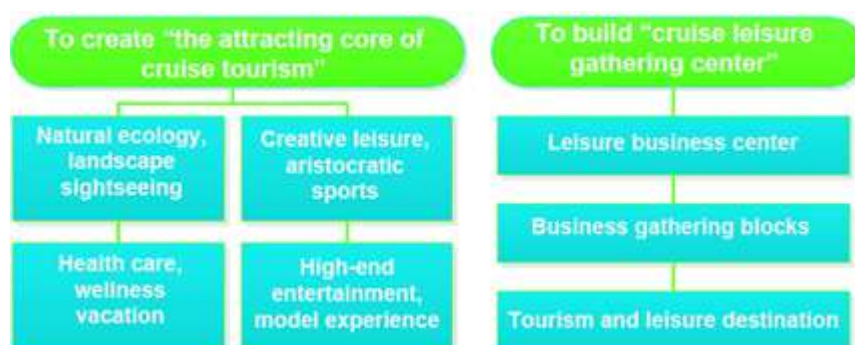 To create “the attracting core of
cruise tourism”
Natural ecology,
landscape
sightseeing
Creative leisure,
aristocratic
sports
Health care,
wellness
vacation
High-end
entertainment,
model experience
To build “cruise leisure
gathering center”
Leisure business center
Business gathering blocks
Tourism and leisure destination